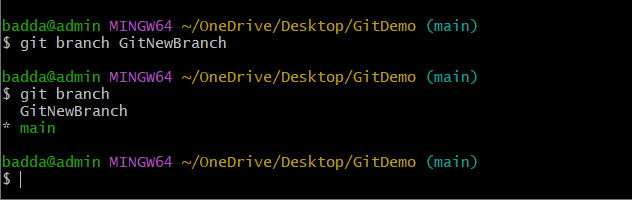 badda@admin MINGW64 ~/OneDrive/Desktop/GitDemo (main)
$ git branch GitNewBranch
badda@admin MINGW64 ~/OneDrive/Desktop/GitDemo (main)
$ git branch
  GitNewBranch
* main
badda@admin MINGW64 ~/OneDrive/Desktop/GitDemo (main)
$